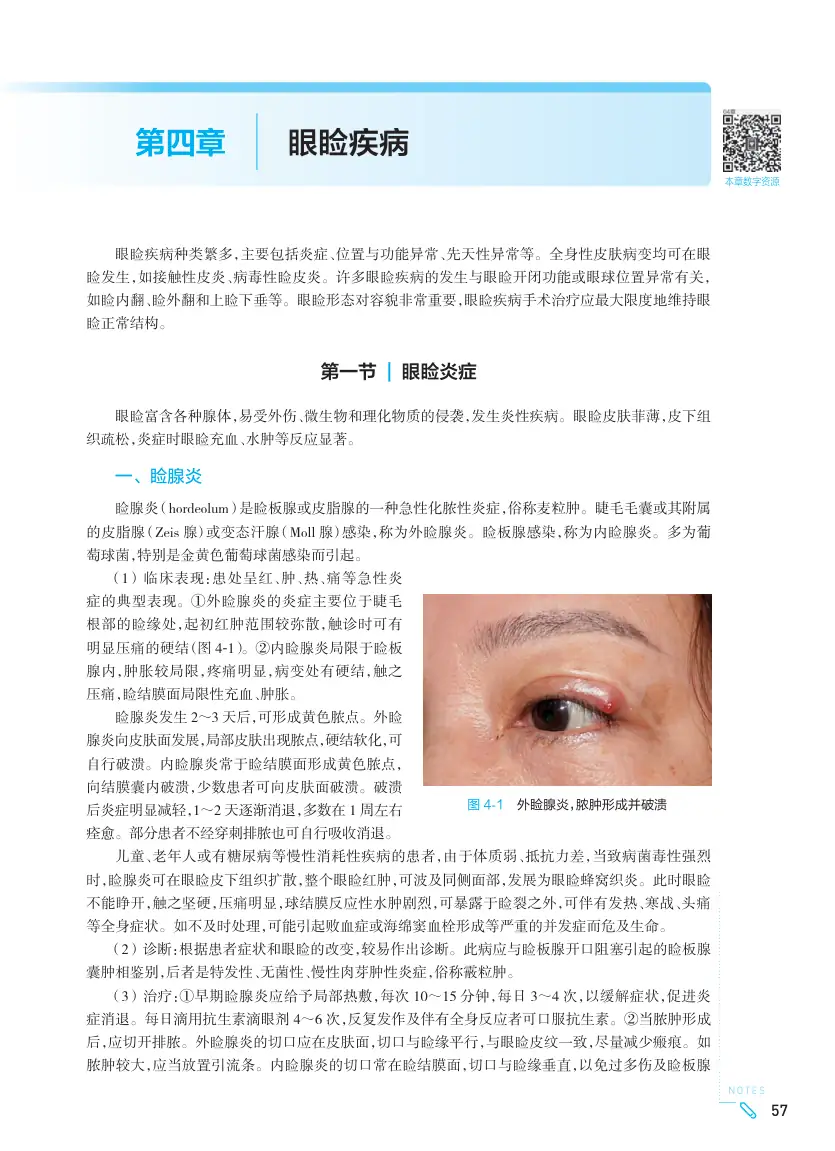 第四章
眼睑疾病
本章数字资源
眼睑疾病种类繁多,主要包括炎症、位置与功能异常、先天性异常等。全身性皮肤病变均可在眼
睑发生,如接触性皮炎、病毒性睑皮炎。许多眼睑疾病的发生与眼睑开闭功能或眼球位置异常有关,
如睑内翻、睑外翻和上睑下垂等。眼睑形态对容貌非常重要,眼睑疾病手术治疗应最大限度地维持眼
睑正常结构。
第一节 | 眼睑炎症
眼睑富含各种腺体,易受外伤、微生物和理化物质的侵袭,发生炎性疾病。眼睑皮肤菲薄,皮下组
织疏松,炎症时眼睑充血、水肿等反应显著。
一、睑腺炎
睑腺炎(hordeolum)是睑板腺或皮脂腺的一种急性化脓性炎症,俗称麦粒肿。睫毛毛囊或其附属
的皮脂腺(Zeis 腺)或变态汗腺(Moll 腺)感染,称为外睑腺炎。睑板腺感染,称为内睑腺炎。多为葡
萄球菌,特别是金黄色葡萄球菌感染而引起。
(1)临床表现:患处呈红、肿、热、痛等急性炎
症的典型表现。①外睑腺炎的炎症主要位于睫毛
根部的睑缘处,起初红肿范围较弥散,触诊时可有
明显压痛的硬结(图 4-1)。②内睑腺炎局限于睑板
腺内,肿胀较局限,疼痛明显,病变处有硬结,触之
压痛,睑结膜面局限性充血、肿胀。
睑腺炎发生 2~3 天后,可形成黄色脓点。外睑
腺炎向皮肤面发展,局部皮肤出现脓点,硬结软化,可
自行破溃。内睑腺炎常于睑结膜面形成黄色脓点,
向结膜囊内破溃,少数患者可向皮肤面破溃。破溃
后炎症明显减轻,1~2 天逐渐消退,多数在 1 周左右
痊愈。部分患者不经穿刺排脓也可自行吸收消退。
图 4-1 外睑腺炎,脓肿形成并破溃
儿童、老年人或有糖尿病等慢性消耗性疾病的患者,由于体质弱、抵抗力差,当致病菌毒性强烈
时,睑腺炎可在眼睑皮下组织扩散,整个眼睑红肿,可波及同侧面部,发展为眼睑蜂窝织炎。此时眼睑
不能睁开,触之坚硬,压痛明显,球结膜反应性水肿剧烈,可暴露于睑裂之外,可伴有发热、寒战、头痛
等全身症状。如不及时处理,可能引起败血症或海绵窦血栓形成等严重的并发症而危及生命。
(2)诊断:根据患者症状和眼睑的改变,较易作出诊断。此病应与睑板腺开口阻塞引起的睑板腺
囊肿相鉴别,后者是特发性、无菌性、慢性肉芽肿性炎症,俗称霰粒肿。
(3)治疗:①早期睑腺炎应给予局部热敷,每次 10~15 分钟,每日 3~4 次,以缓解症状,促进炎
症消退。每日滴用抗生素滴眼剂 4~6 次,反复发作及伴有全身反应者可口服抗生素。②当脓肿形成
后,应切开排脓。外睑腺炎的切口应在皮肤面,切口与睑缘平行,与眼睑皮纹一致,尽量减少瘢痕。如
脓肿较大,应当放置引流条。内睑腺炎的切口常在睑结膜面,切口与睑缘垂直,以免过多伤及睑板腺
NOTES
57